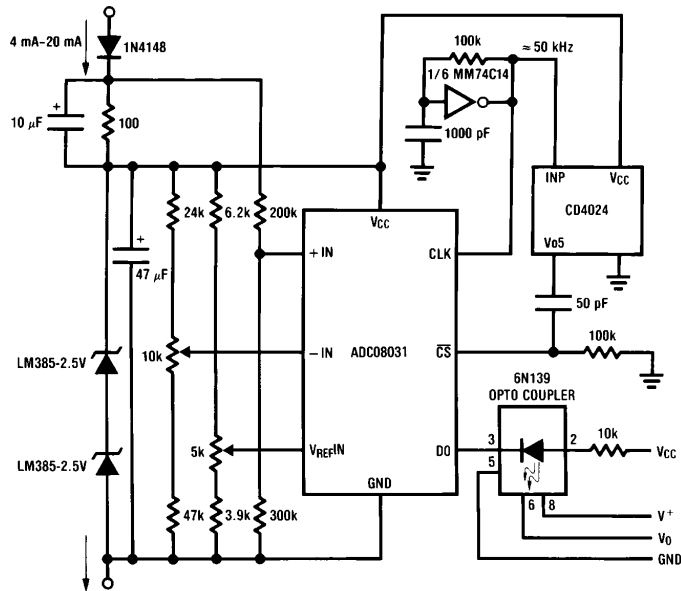 4 mA–20 mA
1N4148
+
10 µF
100
100k
≈ 50 kHz
1/6 MM74C14
1000 pF
INP
VCC
CD4024
Vo5
24k
6.2k
200k
VCC
+ IN
CLK
+
47 µF
50 pF
LM385-2.5V
10k
– IN
ADC08031
CS
100k
6N139
OPTO COUPLER
LM385-2.5V
5k
VREFIN
DO
3
2
10k
VCC
5
GND
6
8
47k
3.9k
300k
V+
VO
GND